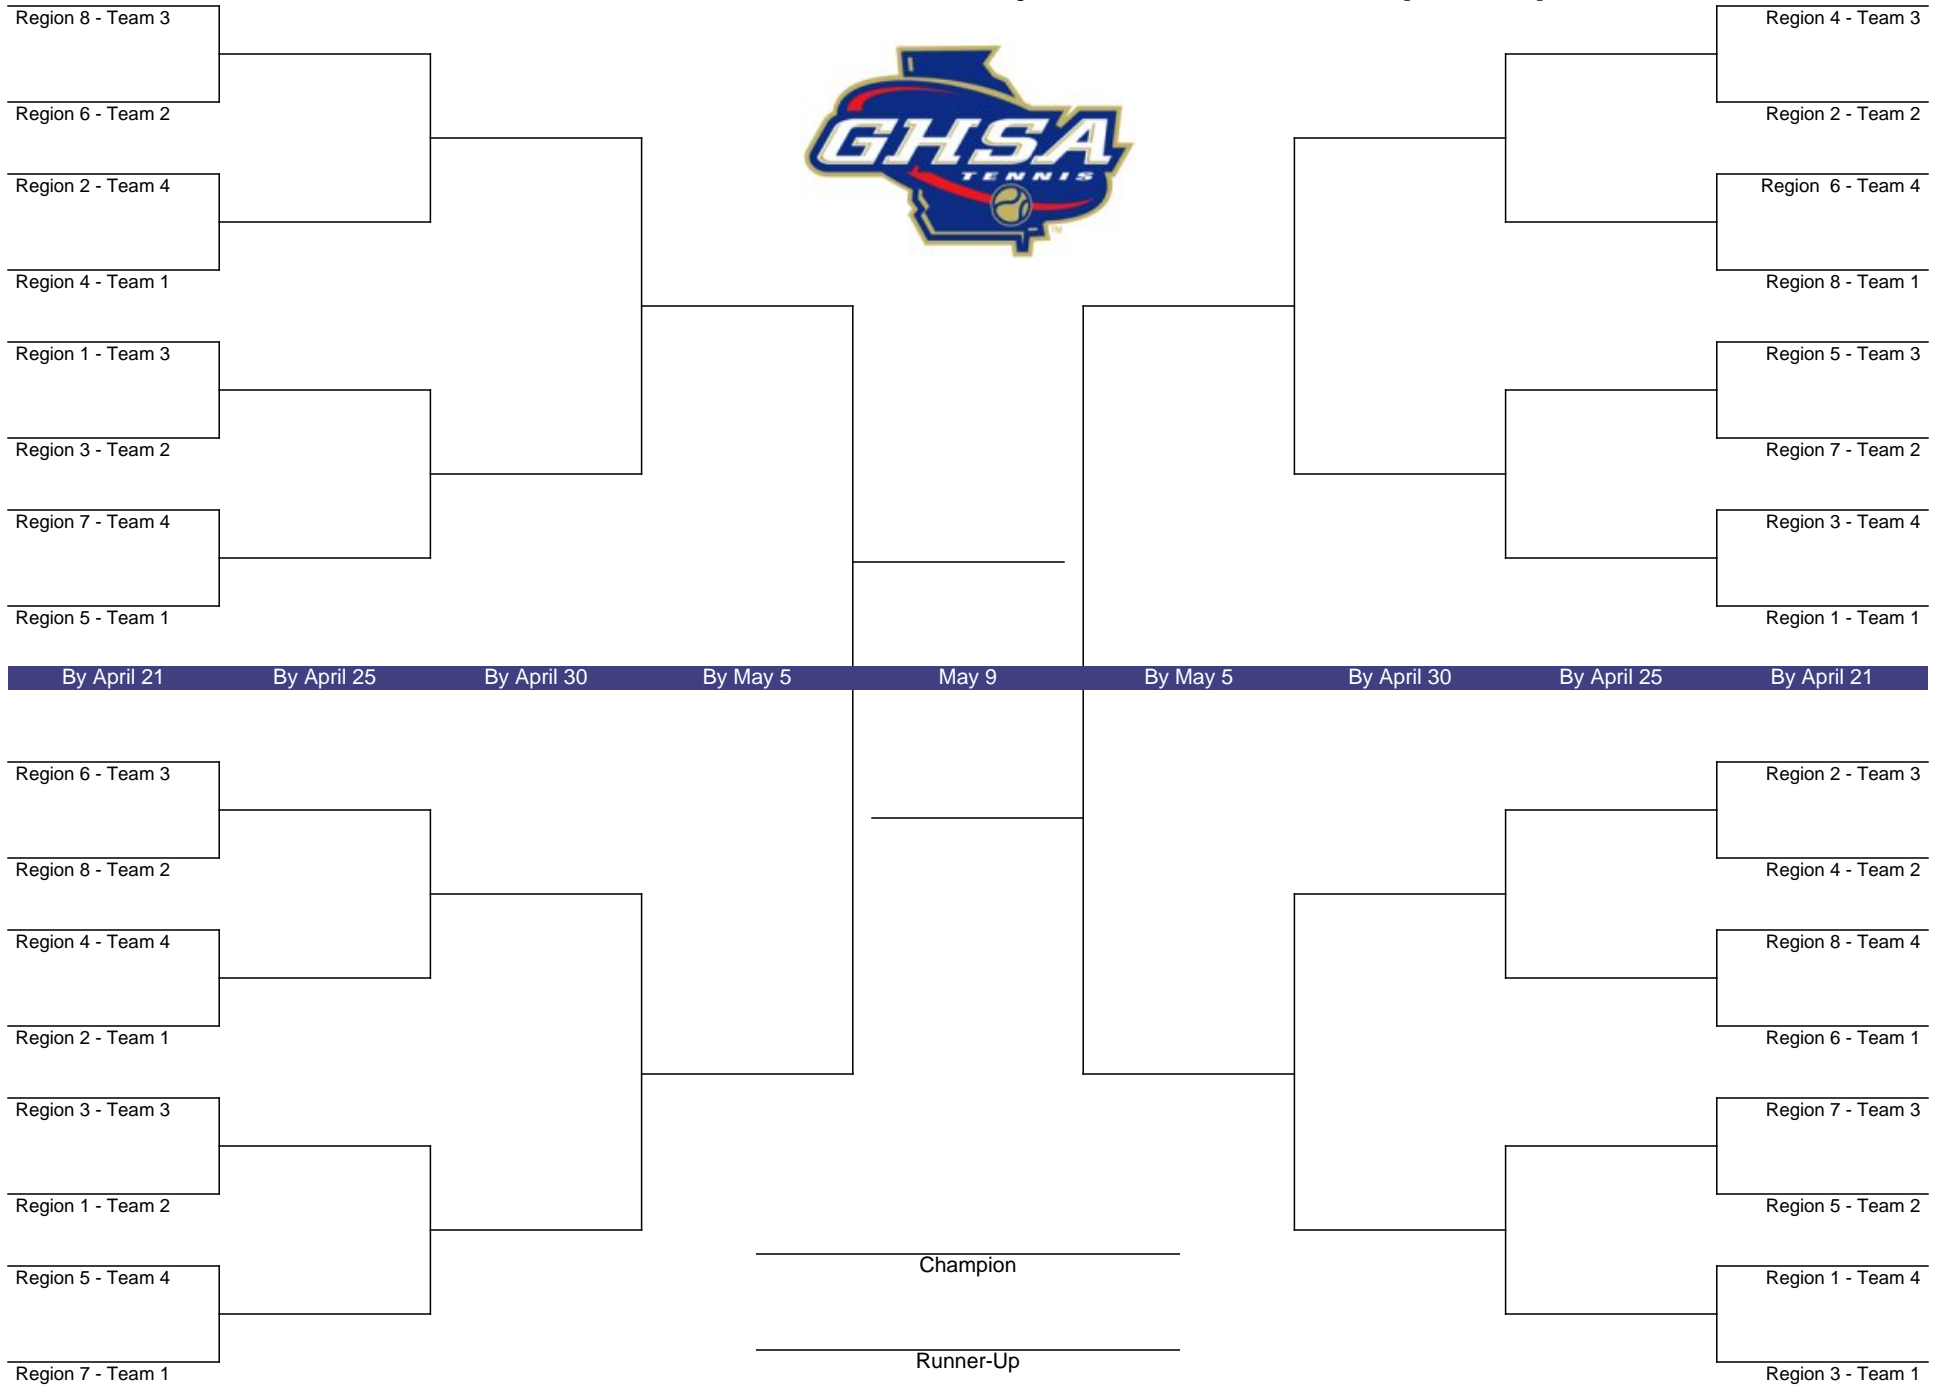 Region 8 - Team 3
Region 6 - Team 2
Region 2 - Team 4
Region 4 - Team 1
Region 1 - Team 3
Region 3 - Team 2
Region 7 - Team 4
Region 5 - Team 1
GHSA
TENNIS
TM
Region 4 - Team 3
Region 2 - Team 2
Region  6 - Team 4
Region 8 - Team 1
Region 5 - Team 3
Region 7 - Team 2
Region 3 - Team 4
Region 1 - Team 1
By April 21 By April 25 By April 30 By May 5 May 9 By May 5 By April 30 By April 25 By April 21
Region 6 - Team 3
Region 8 - Team 2
Region 4 - Team 4
Region 2 - Team 1
Region 3 - Team 3
Region 1 - Team 2
Region 5 - Team 4
Region 7 - Team 1
Champion
Runner-Up
Region 2 - Team 3
Region 4 - Team 2
Region 8 - Team 4
Region 6 - Team 1
Region 7 - Team 3
Region 5 - Team 2
Region 1 - Team 4
Region 3 - Team 1